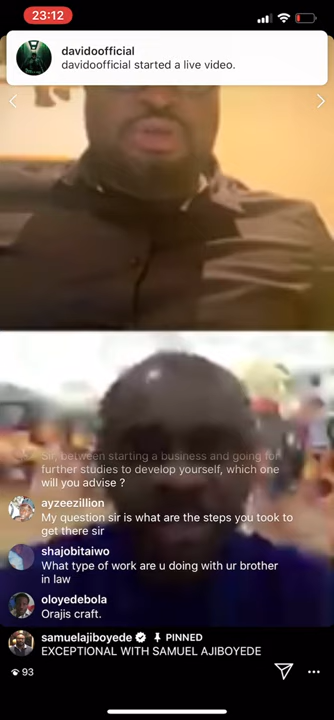 23:12
davidoofficial
davidoofficial started a live video.
Sir, between starting a business and going for
further studies to develop yourself, which one
will you advise ?
ayzeezillion
My question sir is what are the steps you took to
get there sir
shajobitaiwo
What type of work are u doing with ur brother
in law
oloyedebola
Orajis craft.
samuelajiboyede PINNED
EXCEPTIONAL WITH SAMUEL AJIBOYEDE
93